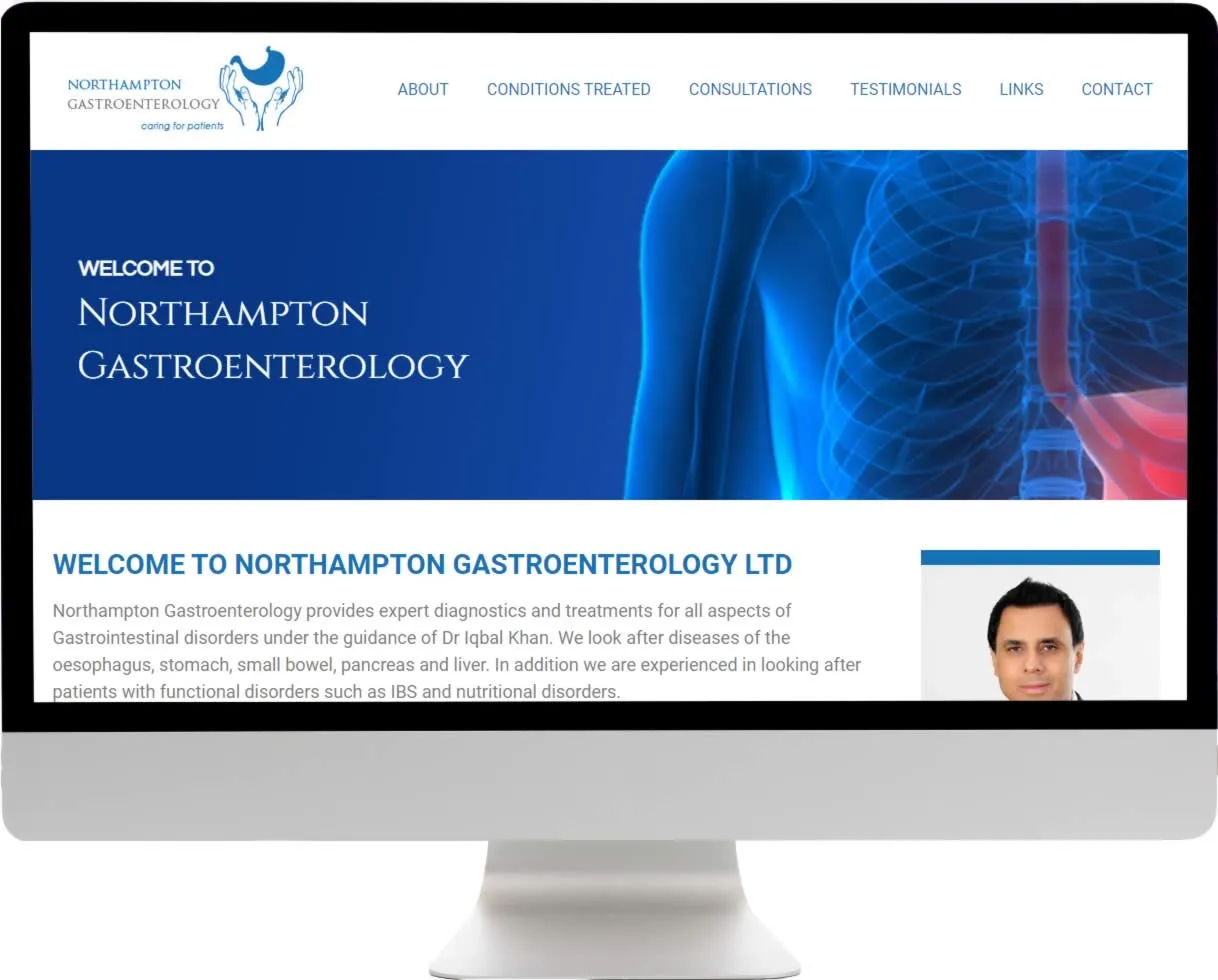 NORTHAMPTON
GASTROENTEROLOGY
caring for patients
ABOUT CONDITIONS TREATED CONSULTATIONS TESTIMONIALS LINKS CONTACT
WELCOME TO
NORTHAMPTON
GASTROENTEROLOGY
WELCOME TO NORTHAMPTON GASTROENTEROLOGY LTD
Northampton Gastroenterology provides expert diagnostics and treatments for all aspects of
Gastrointestinal disorders under the guidance of Dr Iqbal Khan. We look after diseases of the
oesophagus, stomach, small bowel, pancreas and liver. In addition we are experienced in looking after
patients with functional disorders such as IBS and nutritional disorders.